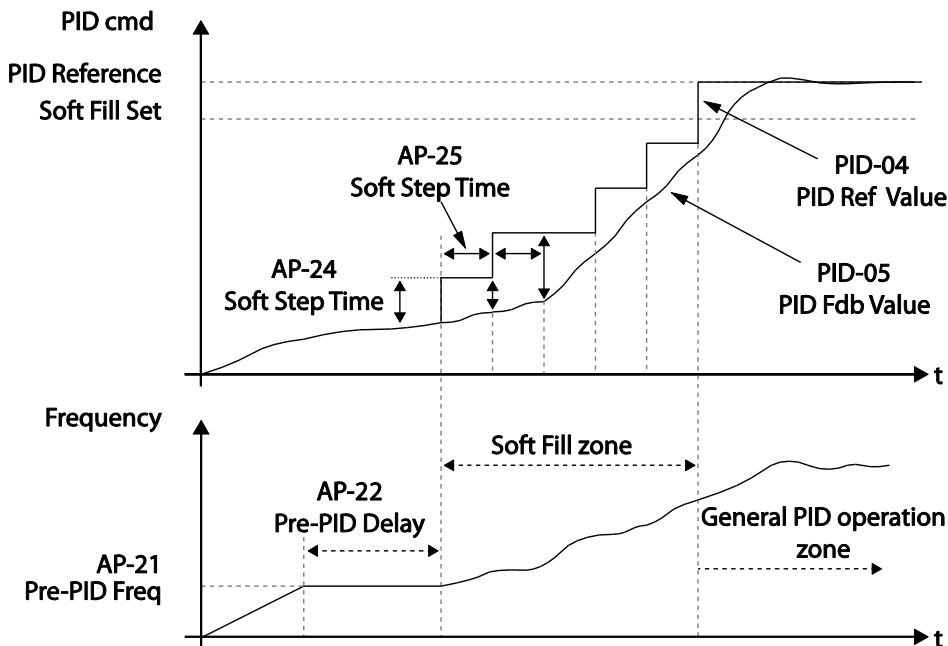 PID cmd
PID Reference
Soft Fill Set
AP-25
Soft Step Time
AP-24
Soft Step Time
PID-04
PID Ref Value
PID-05
PID Fdb Value
t
Frequency
Soft Fill zone
AP-22
Pre-PID Delay
General PID operation
zone
AP-21
Pre-PID Freq
t